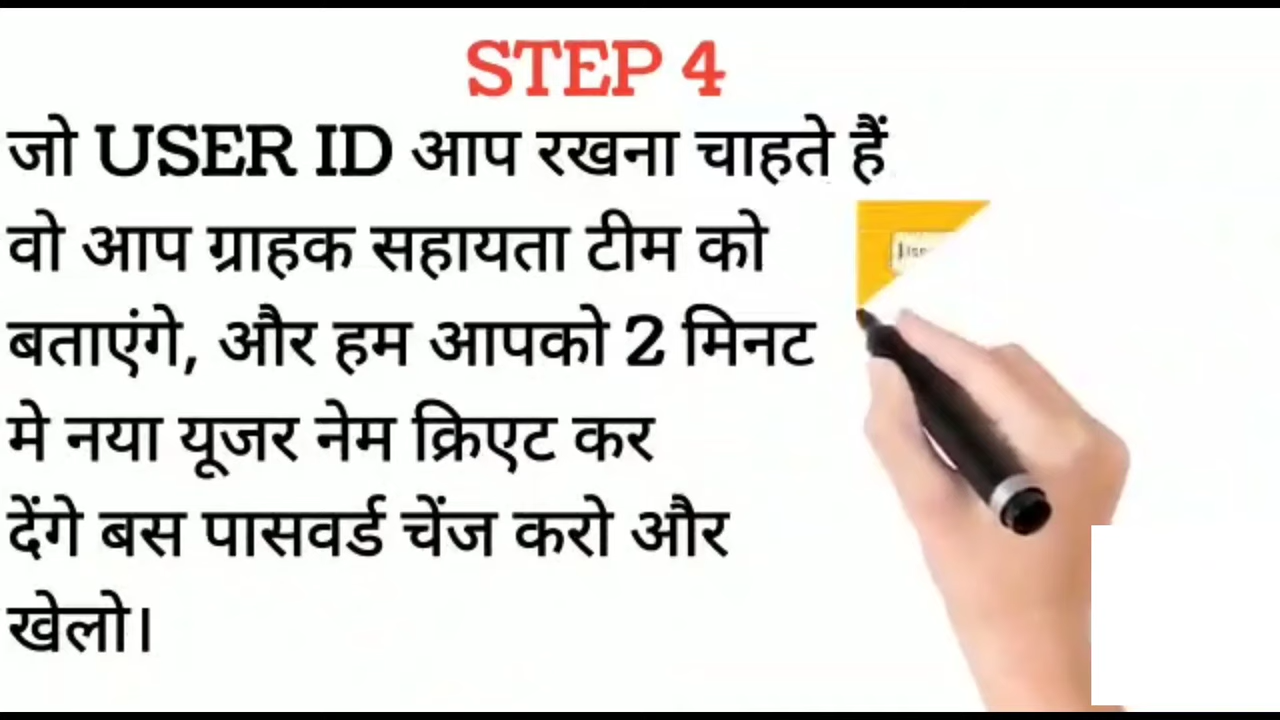 STEP 4
जो USER ID आप रखना चाहते हैं
वो आप ग्राहक सहायता टीम को
बताएंगे, और हम आपको 2 मिनट
मे नया यूजर नेम क्रिएट कर
देंगे बस पासवर्ड चेंज करो और
खेलो।